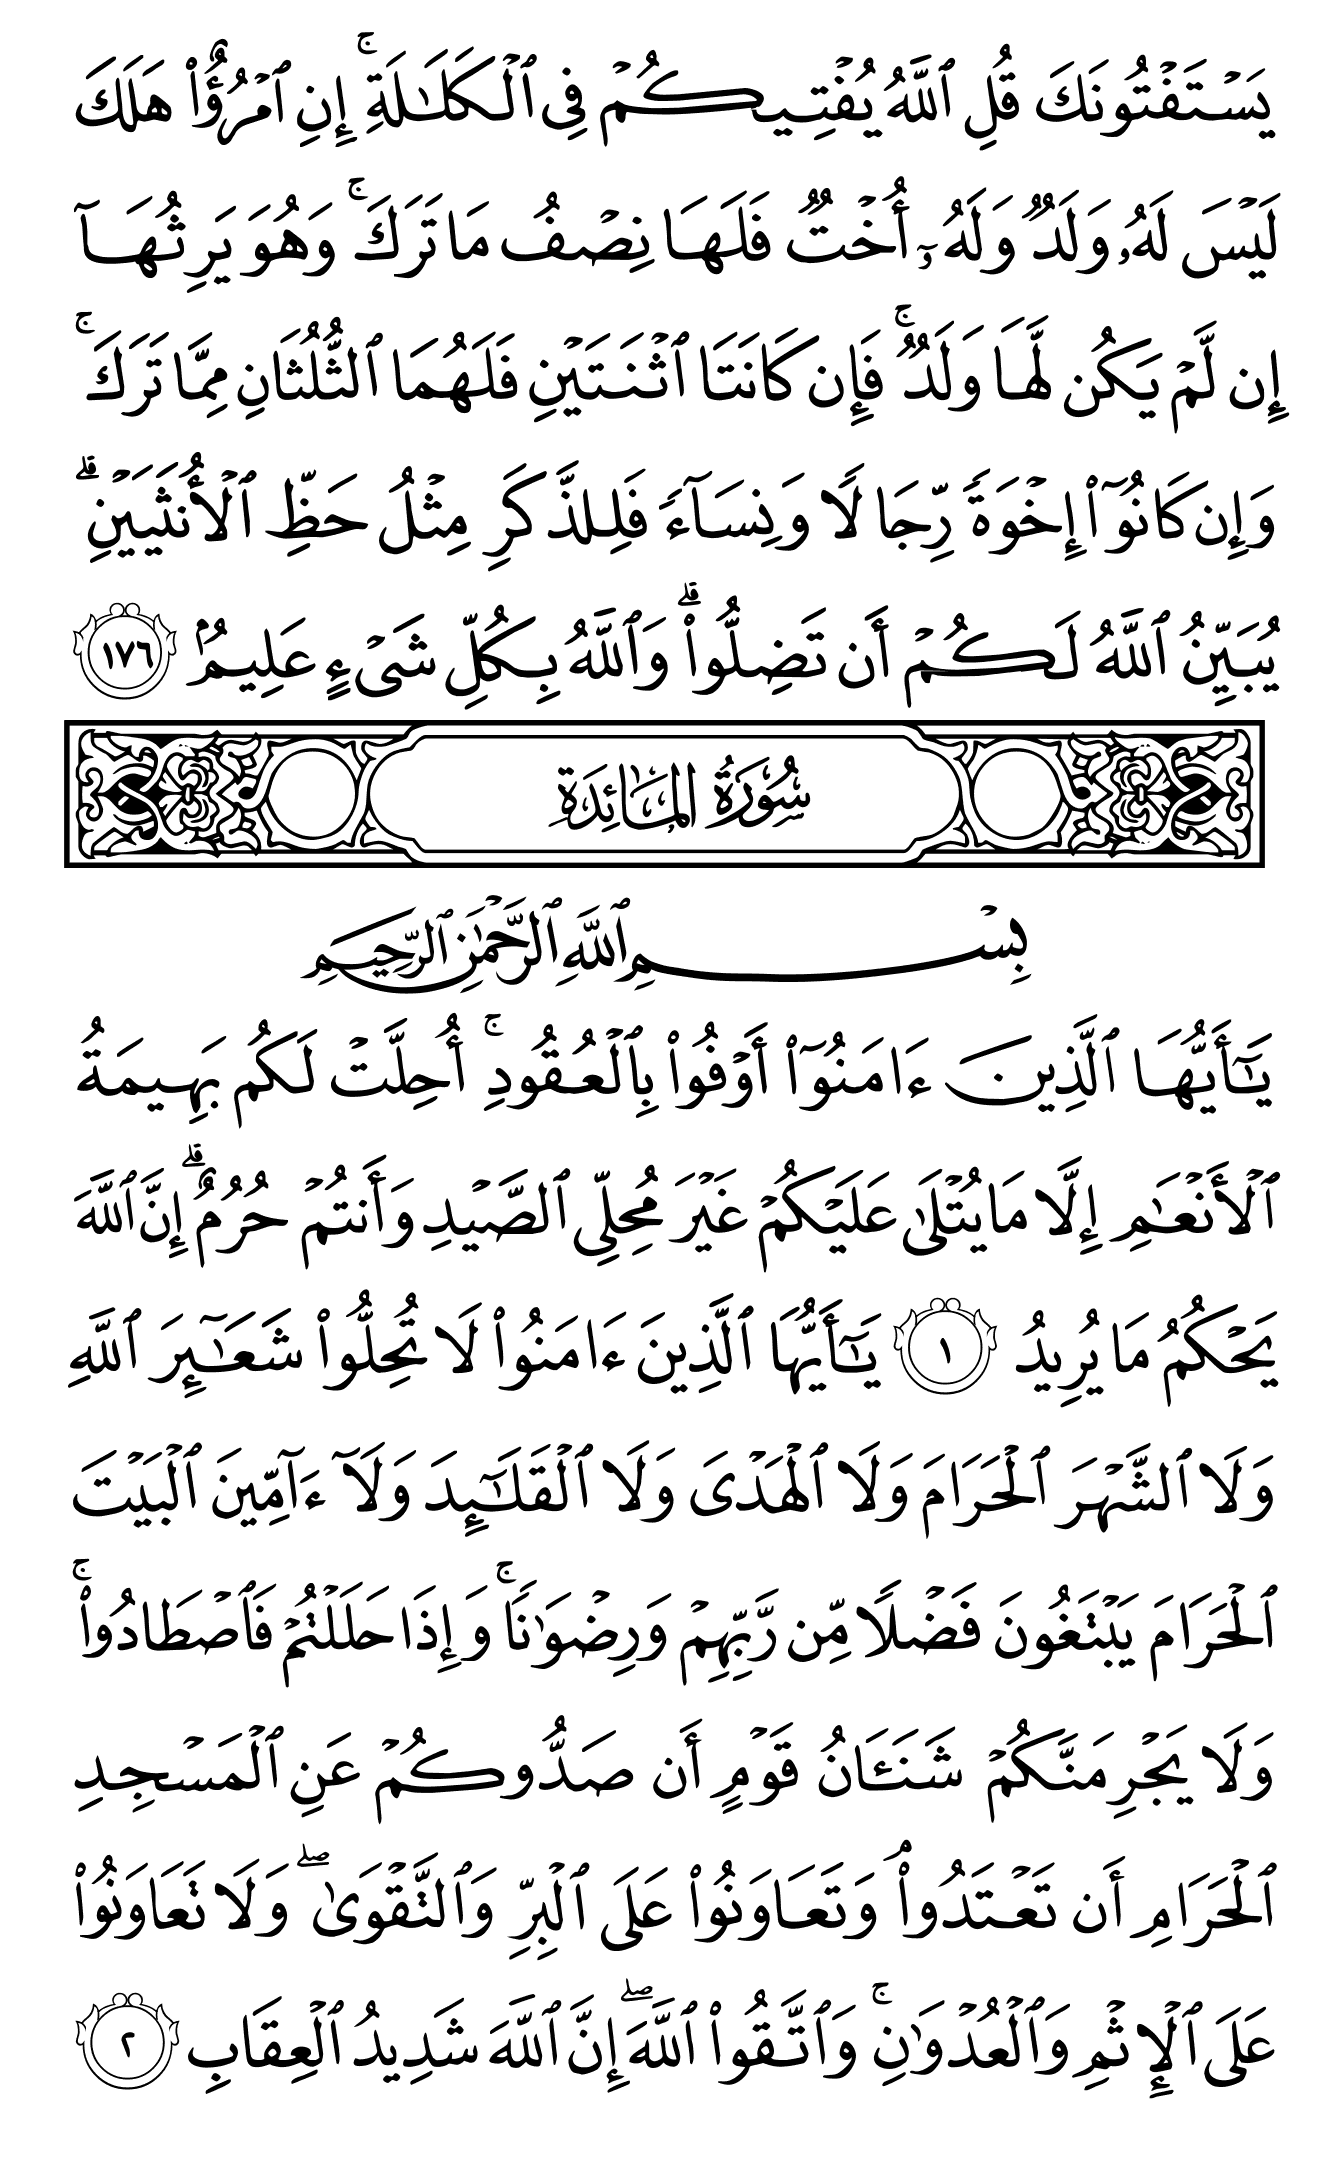 يَسْتَفْتُونَكَ قُلِ ٱللَّهُ يُفْتِيكُمْ فِى ٱلْكَلَـٰلَةِ ۚ إِنِ ٱمْرُؤٌا۟ هَلَكَ
لَيْسَ لَهُۥ وَلَدٌ وَلَهُۥٓ أُخْتٌ فَلَهَا نِصْفُ مَا تَرَكَ ۚ وَهُوَ يَرِثُهَآ
إِن لَّمْ يَكُن لَّهَا وَلَدٌ ۚ فَإِن كَانَتَا ٱثْنَتَيْنِ فَلَهُمَا ٱلثُّلُثَانِ مِمَّا تَرَكَ ۚ
وَإِن كَانُوٓا۟ إِخْوَةً رِّجَالًا وَنِسَآءً فَلِلذَّكَرِ مِثْلُ حَظِّ ٱلْأُنثَيَيْنِ ۗ
يُبَيِّنُ ٱللَّهُ لَكُمْ أَن تَضِلُّوا۟ ۗ وَٱللَّهُ بِكُلِّ شَىْءٍ عَلِيمٌۢ ١٧٦
سُورَةُ المَائِدَةِ
بِسْمِ ٱللَّهِ ٱلرَّحْمَـٰنِ ٱلرَّحِيمِ
يَـٰٓأَيُّهَا ٱلَّذِينَ ءَامَنُوٓا۟ أَوْفُوا۟ بِٱلْعُقُودِ ۚ أُحِلَّتْ لَكُم بَهِيمَةُ
ٱلْأَنْعَـٰمِ إِلَّا مَا يُتْلَىٰ عَلَيْكُمْ غَيْرَ مُحِلِّى ٱلصَّيْدِ وَأَنتُمْ حُرُمٌ ۗ إِنَّ ٱللَّهَ
يَحْكُمُ مَا يُرِيدُ ١ يَـٰٓأَيُّهَا ٱلَّذِينَ ءَامَنُوا۟ لَا تُحِلُّوا۟ شَعَـٰٓئِرَ ٱللَّهِ
وَلَا ٱلشَّهْرَ ٱلْحَرَامَ وَلَا ٱلْهَدْىَ وَلَا ٱلْقَلَـٰٓئِدَ وَلَآ ءَآمِّينَ ٱلْبَيْتَ
ٱلْحَرَامَ يَبْتَغُونَ فَضْلًا مِّن رَّبِّهِمْ وَرِضْوَٰنًا ۚ وَإِذَا حَلَلْتُمْ فَٱصْطَادُوا۟ ۚ
وَلَا يَجْرِمَنَّكُمْ شَنَـَٔانُ قَوْمٍ أَن صَدُّوكُمْ عَنِ ٱلْمَسْجِدِ
ٱلْحَرَامِ أَن تَعْتَدُوا۟ ۘ وَتَعَاوَنُوا۟ عَلَى ٱلْبِرِّ وَٱلتَّقْوَىٰ ۖ وَلَا تَعَاوَنُوا۟
عَلَى ٱلْإِثْمِ وَٱلْعُدْوَٰنِ ۚ وَٱتَّقُوا۟ ٱللَّهَ ۖ إِنَّ ٱللَّهَ شَدِيدُ ٱلْعِقَابِ ٢